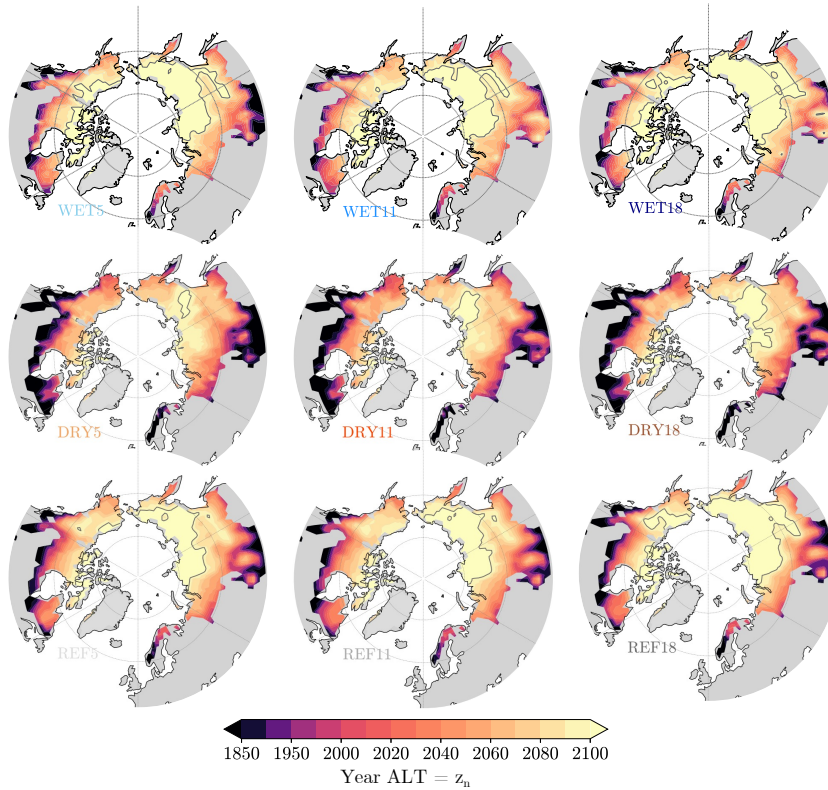 WET5 WET11 WET18
DRY5 DRY11 DRY18
REF5 REF11 REF18
1850 1950 2000 2020 2040 2060 2080 2100
Year ALT = zₙ